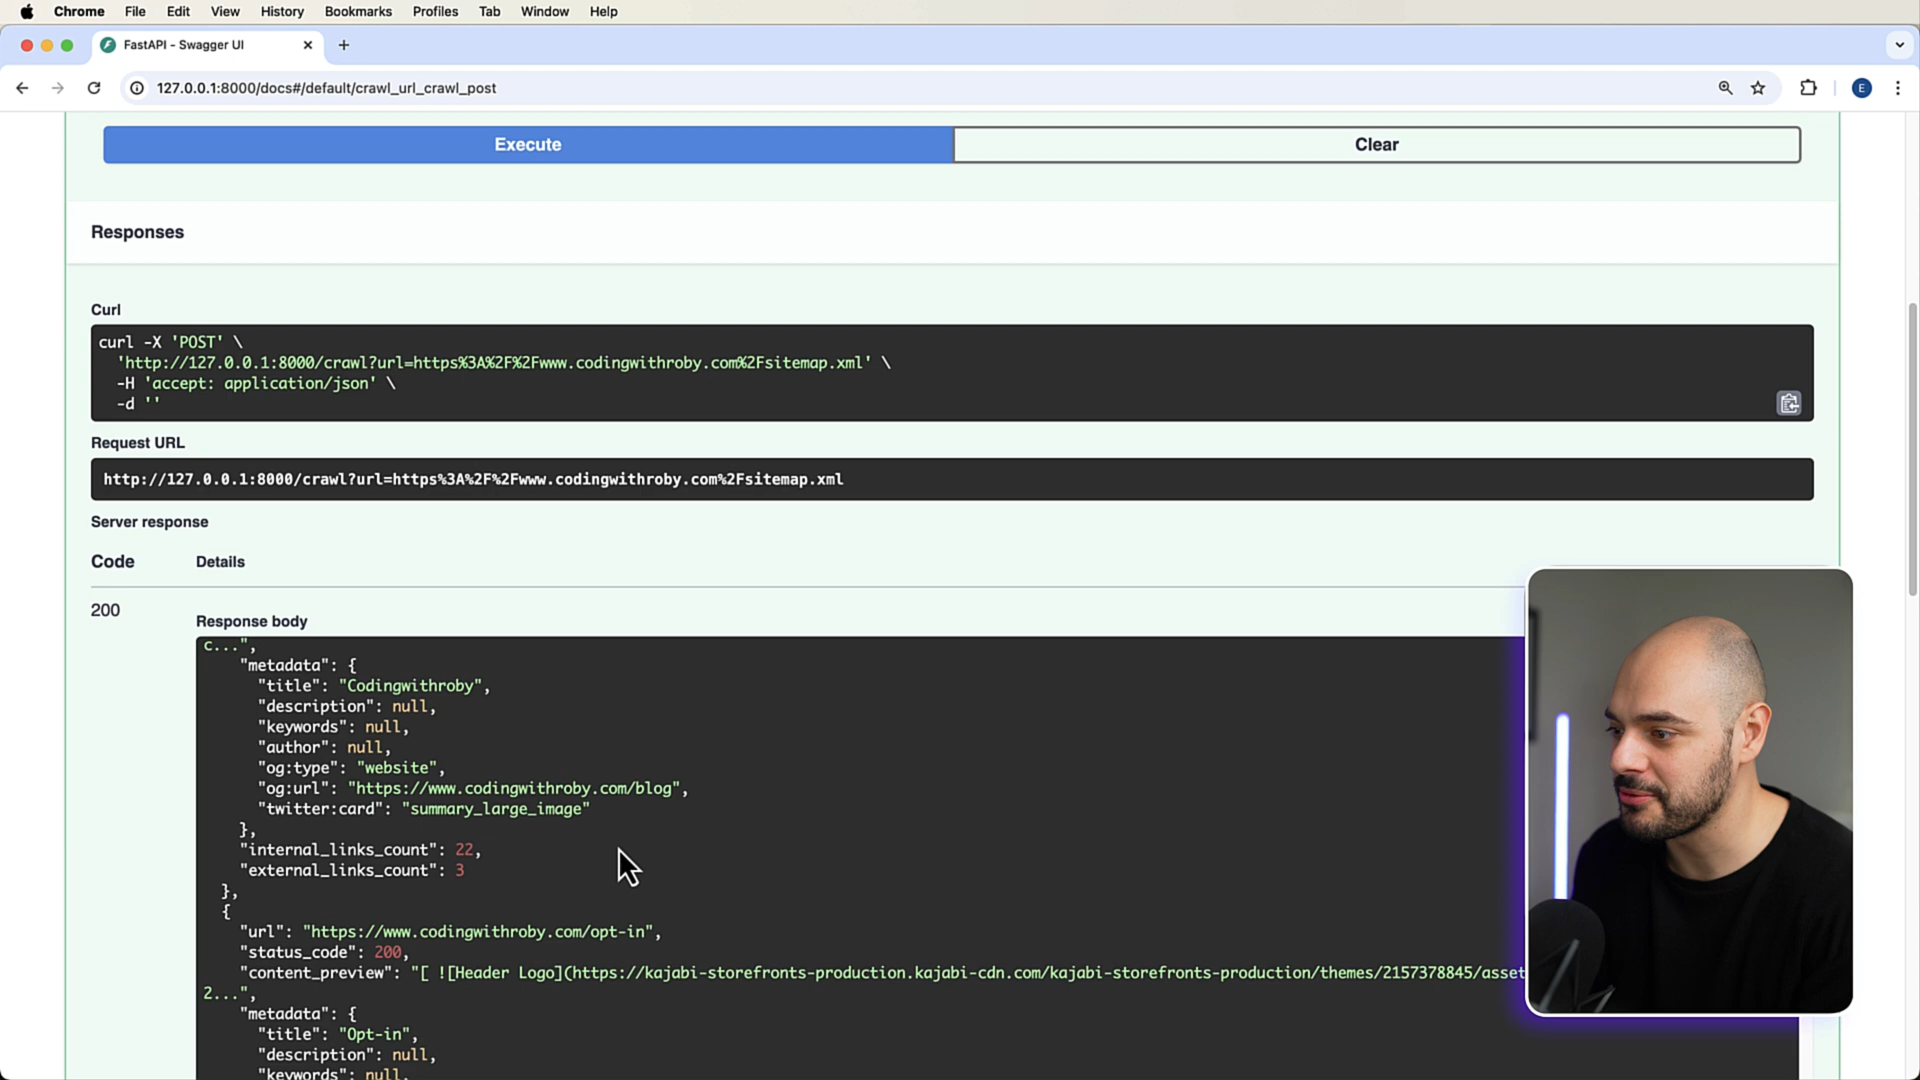 Chrome File Edit View History Bookmarks Profiles Tab Window Help
FastAPI - Swagger UI
127.0.0.1:8000/docs#/default/crawl_url_crawl_post
E
Execute
Clear
Responses
Curl
curl -X 'POST' \
'http://127.0.0.1:8000/crawl?url=https%3A%2F%2Fwww.codingwithroby.com%2Fsitemap.xml' \
-H 'accept: application/json' \
-d ''
Request URL
http://127.0.0.1:8000/crawl?url=https%3A%2F%2Fwww.codingwithroby.com%2Fsitemap.xml
Server response
Code Details
200
Response body
c...",
"metadata": {
"title": "Codingwithroby",
"description": null,
"keywords": null,
"author": null,
"og:type": "website",
"og:url": "https://www.codingwithroby.com/blog",
"twitter:card": "summary_large_image"
},
"internal_links_count": 22,
"external_links_count": 3
},
{
"url": "https://www.codingwithroby.com/opt-in",
"status_code": 200,
"content_preview": "[ ![Header Logo](https://kajabi-storefronts-production.kajabi-cdn.com/kajabi-storefronts-production/themes/2157378845/asset
2...",
"metadata": {
"title": "Opt-in",
"description": null,
"keywords": null,